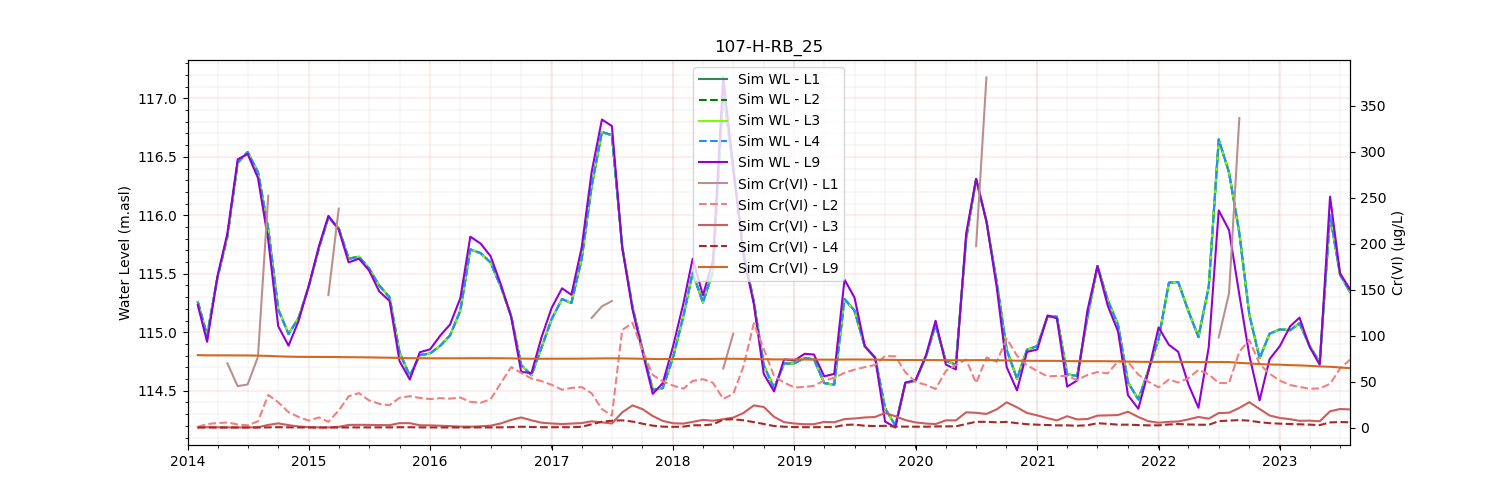 107-H-RB_25
Sim WL - L1
Sim WL - L2
Sim WL - L3
Sim WL - L4
Sim WL - L9
Sim Cr(VI) - L1
Sim Cr(VI) - L2
Sim Cr(VI) - L3
Sim Cr(VI) - L4
Sim Cr(VI) - L9
Water Level (m.asl)
117.0
116.5
116.0
115.5
115.0
114.5
Cr(VI) (µg/L)
350
300
250
200
150
100
50
0
2014 2015 2016 2017 2018 2019 2020 2021 2022 2023